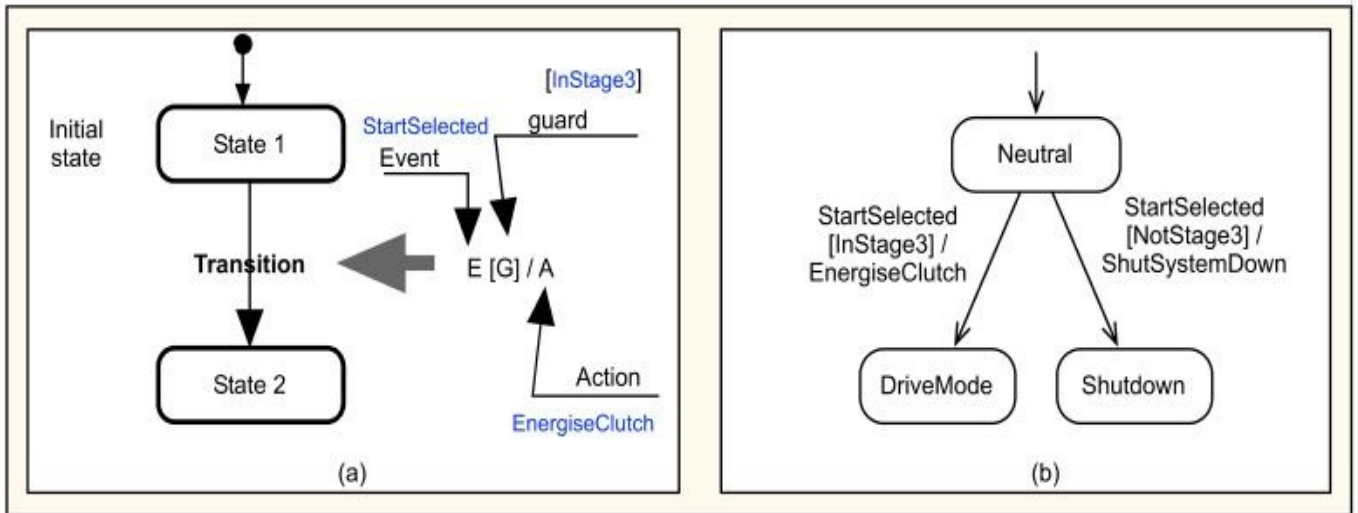 Initial
state
State 1
[InStage3]
StartSelected
guard
Event
Transition
E [G] / A
State 2
Action
EnergiseClutch
(a)
Neutral
StartSelected
[InStage3] /
EnergiseClutch
StartSelected
[NotStage3] /
ShutSystemDown
DriveMode
Shutdown
(b)